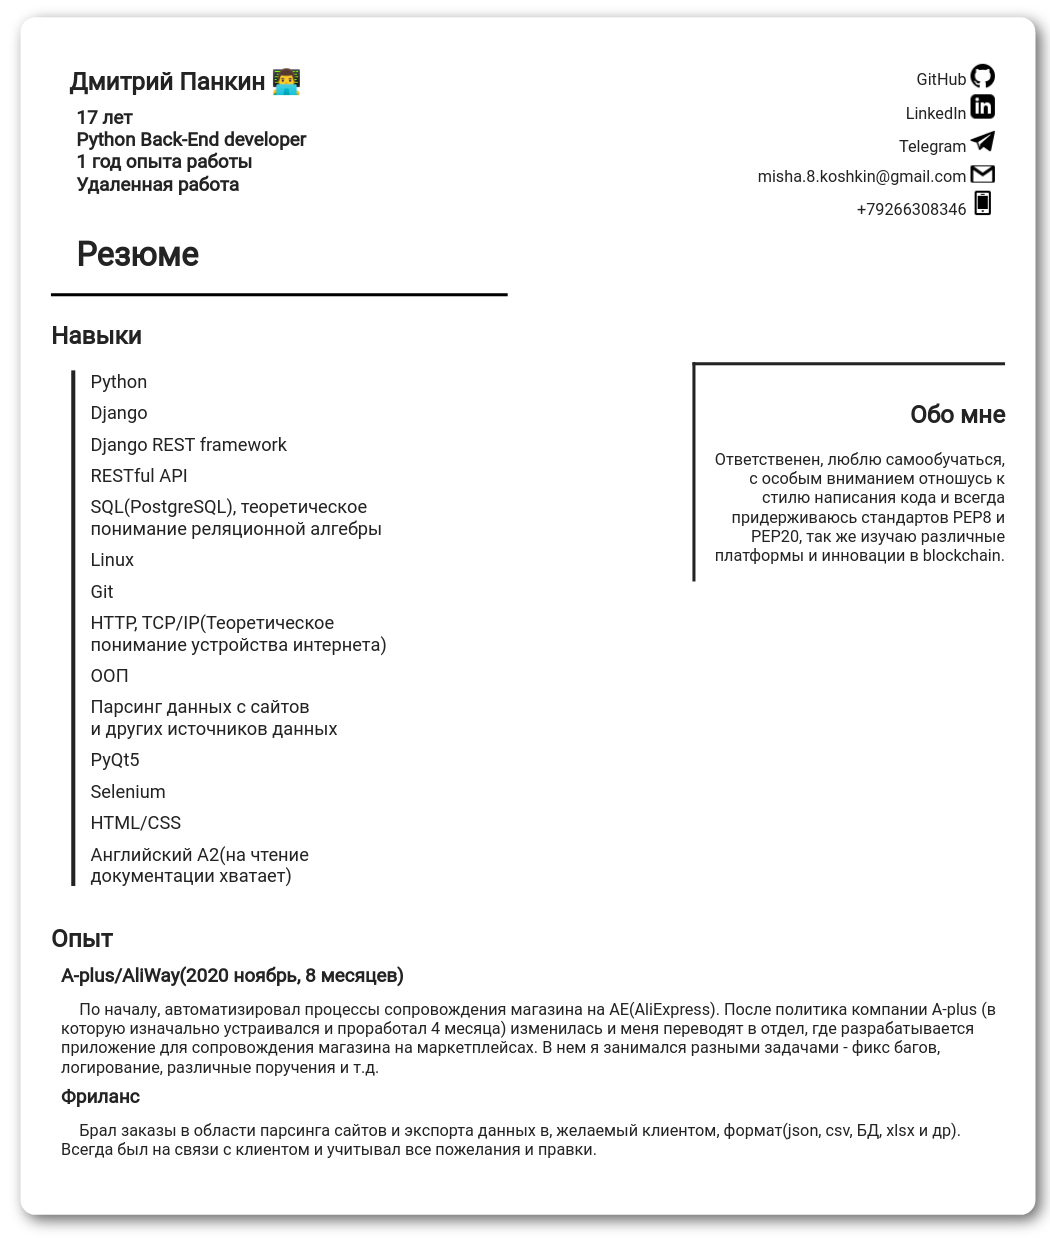 Дмитрий Панкин 👨‍💻
17 лет
Python Back-End developer
1 год опыта работы
Удаленная работа
GitHub
LinkedIn
Telegram
misha.8.koshkin@gmail.com
+79266308346
Резюме
Навыки
Python
Django
Django REST framework
RESTful API
SQL(PostgreSQL), теоретическое
понимание реляционной алгебры
Linux
Git
HTTP, TCP/IP(Теоретическое
понимание устройства интернета)
ООП
Парсинг данных с сайтов
и других источников данных
PyQt5
Selenium
HTML/CSS
Английский A2(на чтение
документации хватает)
Обо мне
Ответственен, люблю самообучаться,
с особым вниманием отношусь к
стилю написания кода и всегда
придерживаюсь стандартов PEP8 и
PEP20, так же изучаю различные
платформы и инновации в blockchain.
Опыт
A-plus/AliWay(2020 ноябрь, 8 месяцев)
По началу, автоматизировал процессы сопровождения магазина на AE(AliExpress). После политика компании A-plus (в
которую изначально устраивался и проработал 4 месяца) изменилась и меня переводят в отдел, где разрабатывается
приложение для сопровождения магазина на маркетплейсах. В нем я занимался разными задачами - фикс багов,
логирование, различные поручения и т.д.
Фриланс
Брал заказы в области парсинга сайтов и экспорта данных в, желаемый клиентом, формат(json, csv, БД, xlsx и др).
Всегда был на связи с клиентом и учитывал все пожелания и правки.